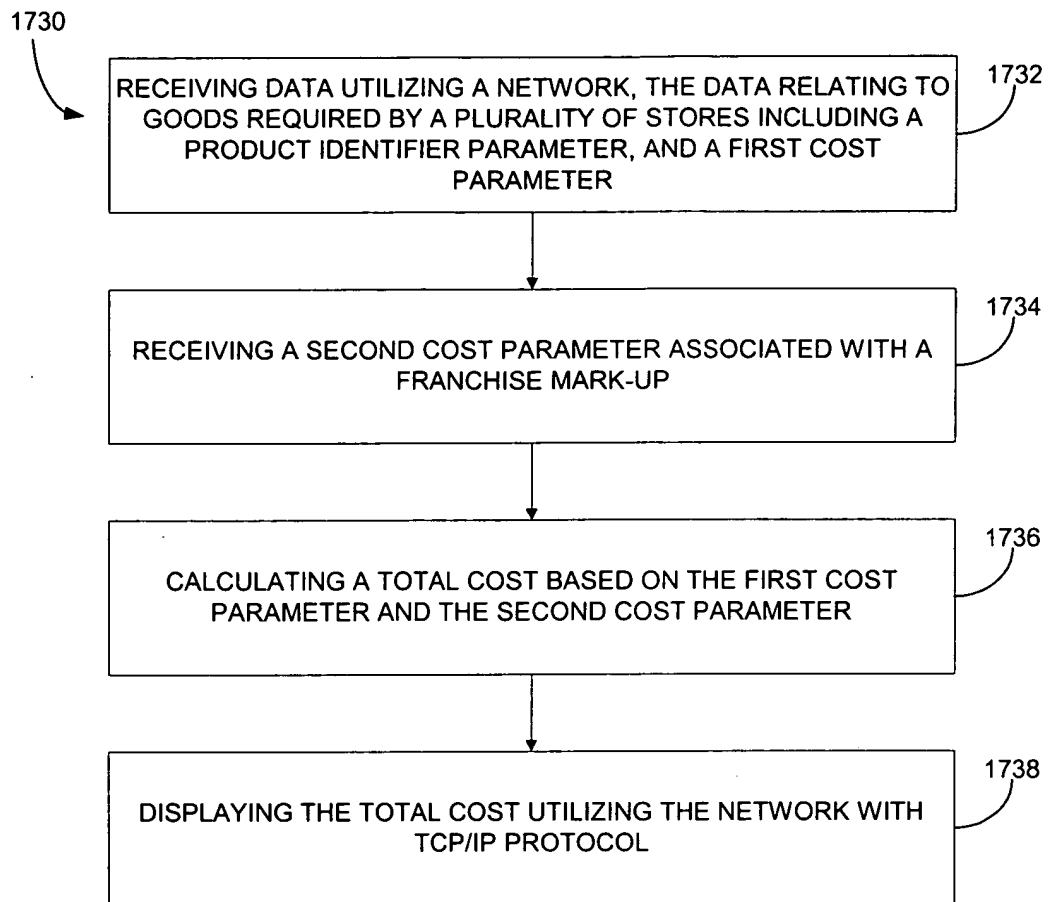 1730
RECEIVING DATA UTILIZING A NETWORK, THE DATA RELATING TO
GOODS REQUIRED BY A PLURALITY OF STORES INCLUDING A
PRODUCT IDENTIFIER PARAMETER, AND A FIRST COST
PARAMETER
1732
RECEIVING A SECOND COST PARAMETER ASSOCIATED WITH A
FRANCHISE MARK-UP
1734
CALCULATING A TOTAL COST BASED ON THE FIRST COST
PARAMETER AND THE SECOND COST PARAMETER
1736
DISPLAYING THE TOTAL COST UTILIZING THE NETWORK WITH
TCP/IP PROTOCOL
1738